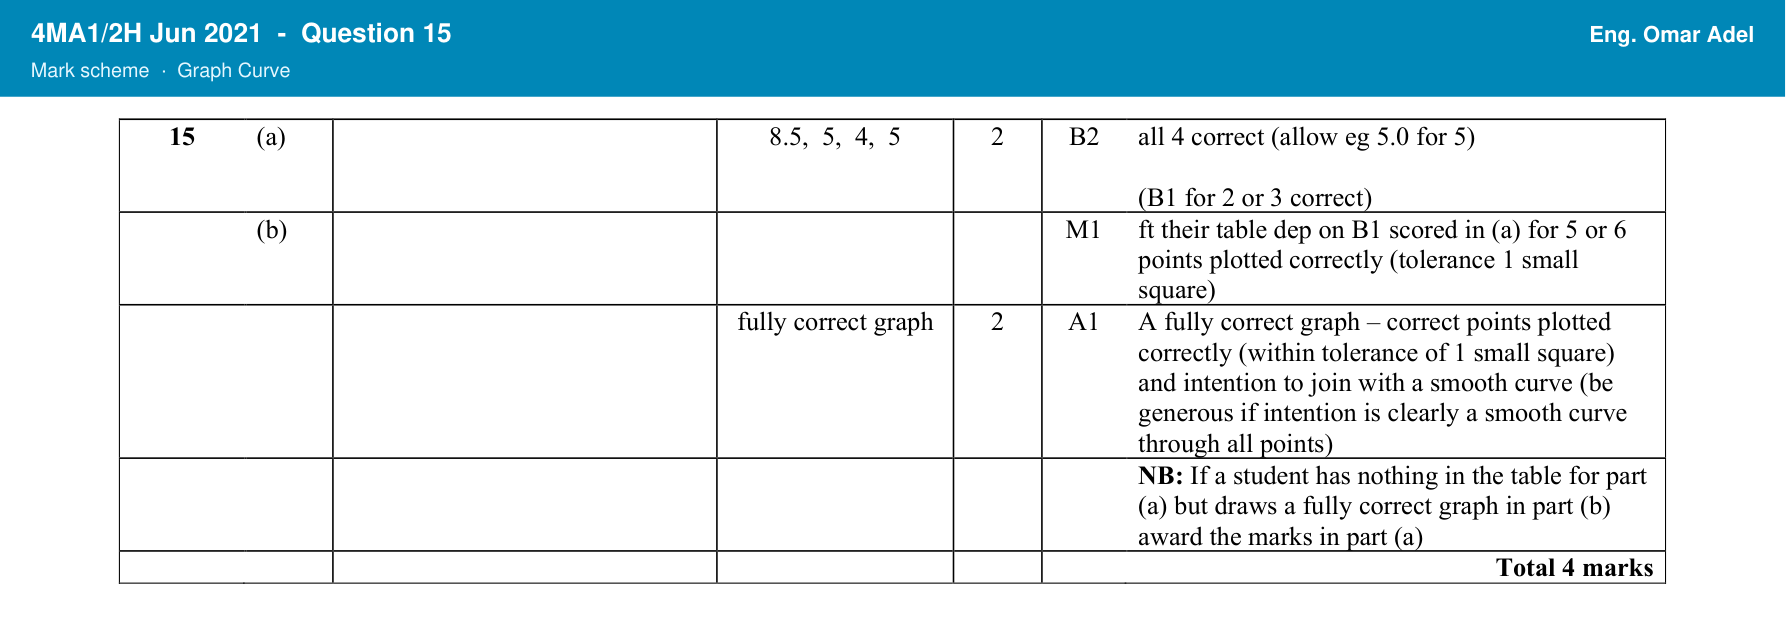 4MA1/2H Jun 2021 - Question 15
Eng. Omar Adel
Mark scheme · Graph Curve
15 (a) 8.5, 5, 4, 5 2 B2 all 4 correct (allow eg 5.0 for 5)
(B1 for 2 or 3 correct)
(b) M1 ft their table dep on B1 scored in (a) for 5 or 6
points plotted correctly (tolerance 1 small
square)
fully correct graph 2 A1 A fully correct graph – correct points plotted
correctly (within tolerance of 1 small square)
and intention to join with a smooth curve (be
generous if intention is clearly a smooth curve
through all points)
NB: If a student has nothing in the table for part
(a) but draws a fully correct graph in part (b)
award the marks in part (a)
Total 4 marks